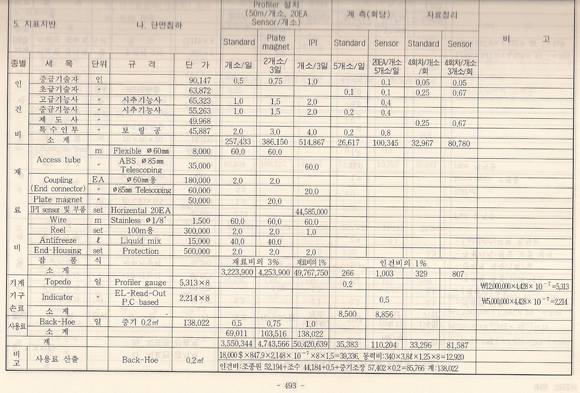 5. 지표지반 나. 단면침하
Profiler 설치 (50m/개소, 20EA Sensor/개소) 계 측(회당) 자료정리 비 고
Standard Plate magnet IPI Standard Sensor Standard Sensor
종별 세 목 단위 규 격 단 가 개소/일 2개소/3일 개소/3일 5개소/일 20EA/개소 5개소/일 4회차/개소/회 4회차/개소 3개소/회
인건비
중급기술자 인 90,147 0.5 0.75 1.0 0.1 0.05 0.05
초급기술자 〃 63,872 0.1 0.1 0.25 0.67
고급기능사 〃 시추기능사 65,323 1.0 1.5 2.0 0.4
중급기능사 〃 시추기능사 55,263 1.0 1.5 2.0 0.2 0.4
제 도 사 〃 49,968 0.25 0.67
특수인부 〃 보 링 공 45,887 2.0 3.0 4.0 0.2 0.8
소 계 257,433 386,150 514,867 26,617 100,345 32,967 80,780
재료비
Access tube m Flexible ø60mm 8,000 60.0 60.0
〃 ABS ø85mm Telescoping 35,000 60.0
Coupling (End connector) EA ø60mm용 180,000 2.0 2.0
〃 ø85mm Telescoping 60,000 20.0
Plate magnet 〃 50,000 20.0
IPI sensor 및 부품 set Horizental 20EA 44,585,000
Wire m Stainless ø1/8″ 1,500 60.0 60.0 60.0
Reel set 100m용 300,000 2.0 2.0 1.0
Antifreeze ℓ Liquid mix 15,000 40.0 40.0
End-Housing set Protection 500,000 2.0 2.0 2.0
잡 품 식 재료비의 3% 재료비의 1% 인건비의 1%
소 계 3,223,900 4,253,900 49,767,750 266 1,003 329 807
기계기구손료
Topedo 일 Profiler gauge 5,313×8 0.2 ₩12,000,000×4,428×10⁻⁷=5,313
Indicator 〃 EL-Read-Out P.C based 2,214×8 0.5 ₩5,000,000×4,428×10⁻⁷=2,214
소 계 8,500 8,856
사용료 Back-Hoe 일 중기 0.2㎥ 138,022 0.5 0.75 1.0
소 계 69,011 103,516 138,022
계 3,550,344 4,743,566 50,420,639 35,383 110,204 33,296 81,587
비고 사용료 산출 Back-Hoe 0.2㎥ 18,000$×847.9×2,148×10⁻⁷×8×1.5=39,336, 동력비:340×3.8ℓ×1.25×8=12,920
인건비:조종원 52,194+조수 44,184×0.5+중기조장 57,402×0.2=85,766 계:138,022
- 493 -